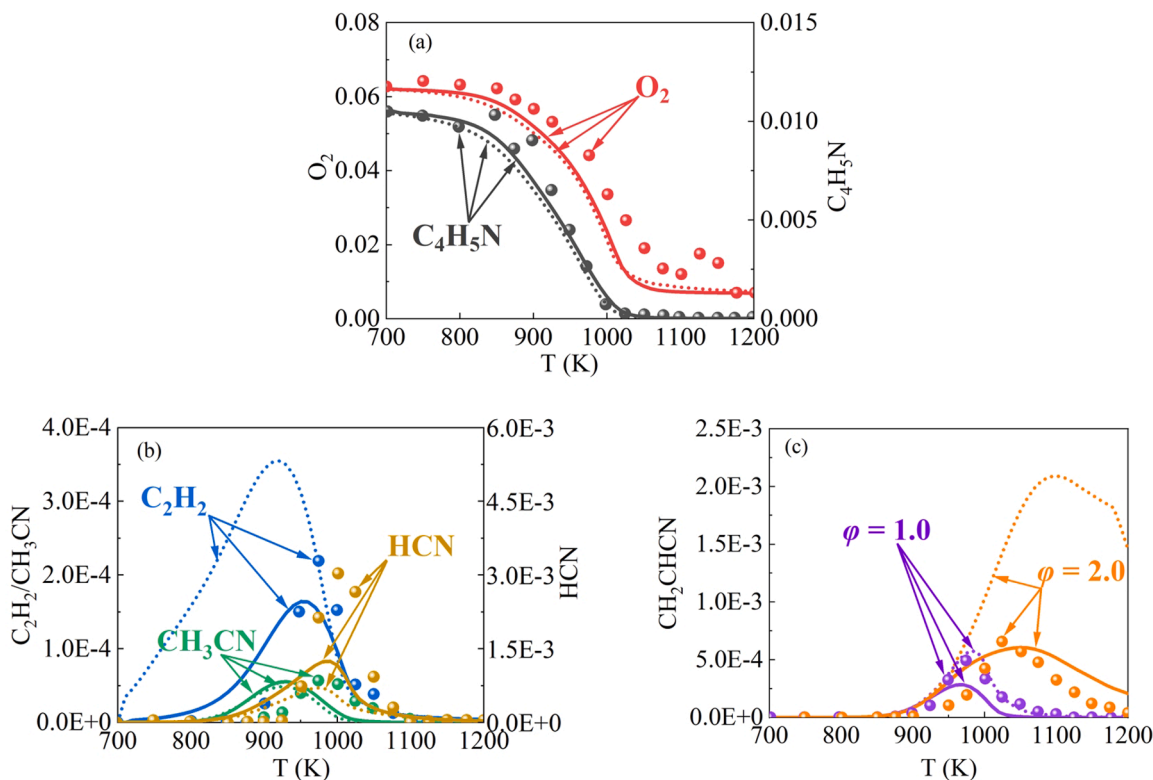 (a)
0.08
0.06
0.04
0.02
0.00
O₂
0.015
0.010
0.005
0.000
C₄H₅N
O₂
C₄H₅N
700 800 900 1000 1100 1200
T (K)
(b)
4.0E-4
3.0E-4
2.0E-4
1.0E-4
0.0E+0
C₂H₂/CH₃CN
6.0E-3
4.5E-3
3.0E-3
1.5E-3
0.0E+0
HCN
C₂H₂
HCN
CH₃CN
700 800 900 1000 1100 1200
T (K)
(c)
2.5E-3
2.0E-3
1.5E-3
1.0E-3
5.0E-4
0.0E+0
CH₂CHCN
φ = 1.0
φ = 2.0
700 800 900 1000 1100 1200
T (K)